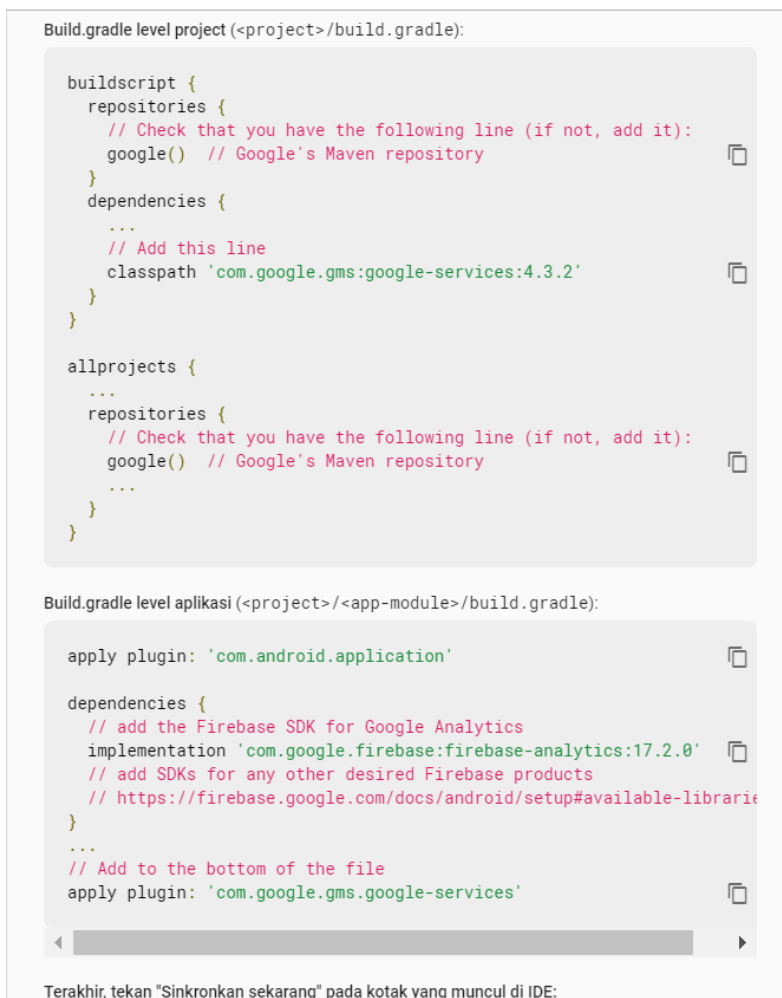 Build.gradle level project (<project>/build.gradle):
buildscript {
  repositories {
    // Check that you have the following line (if not, add it):
    google()  // Google's Maven repository
  }
  dependencies {
    ...
    // Add this line
    classpath 'com.google.gms:google-services:4.3.2'
  }
}
allprojects {
  ...
  repositories {
    // Check that you have the following line (if not, add it):
    google()  // Google's Maven repository
    ...
  }
}
Build.gradle level aplikasi (<project>/<app-module>/build.gradle):
apply plugin: 'com.android.application'
dependencies {
  // add the Firebase SDK for Google Analytics
  implementation 'com.google.firebase:firebase-analytics:17.2.0'
  // add SDKs for any other desired Firebase products
  // https://firebase.google.com/docs/android/setup#available-librarie
}
...
// Add to the bottom of the file
apply plugin: 'com.google.gms.google-services'
Terakhir, tekan "Sinkronkan sekarang" pada kotak yang muncul di IDE: